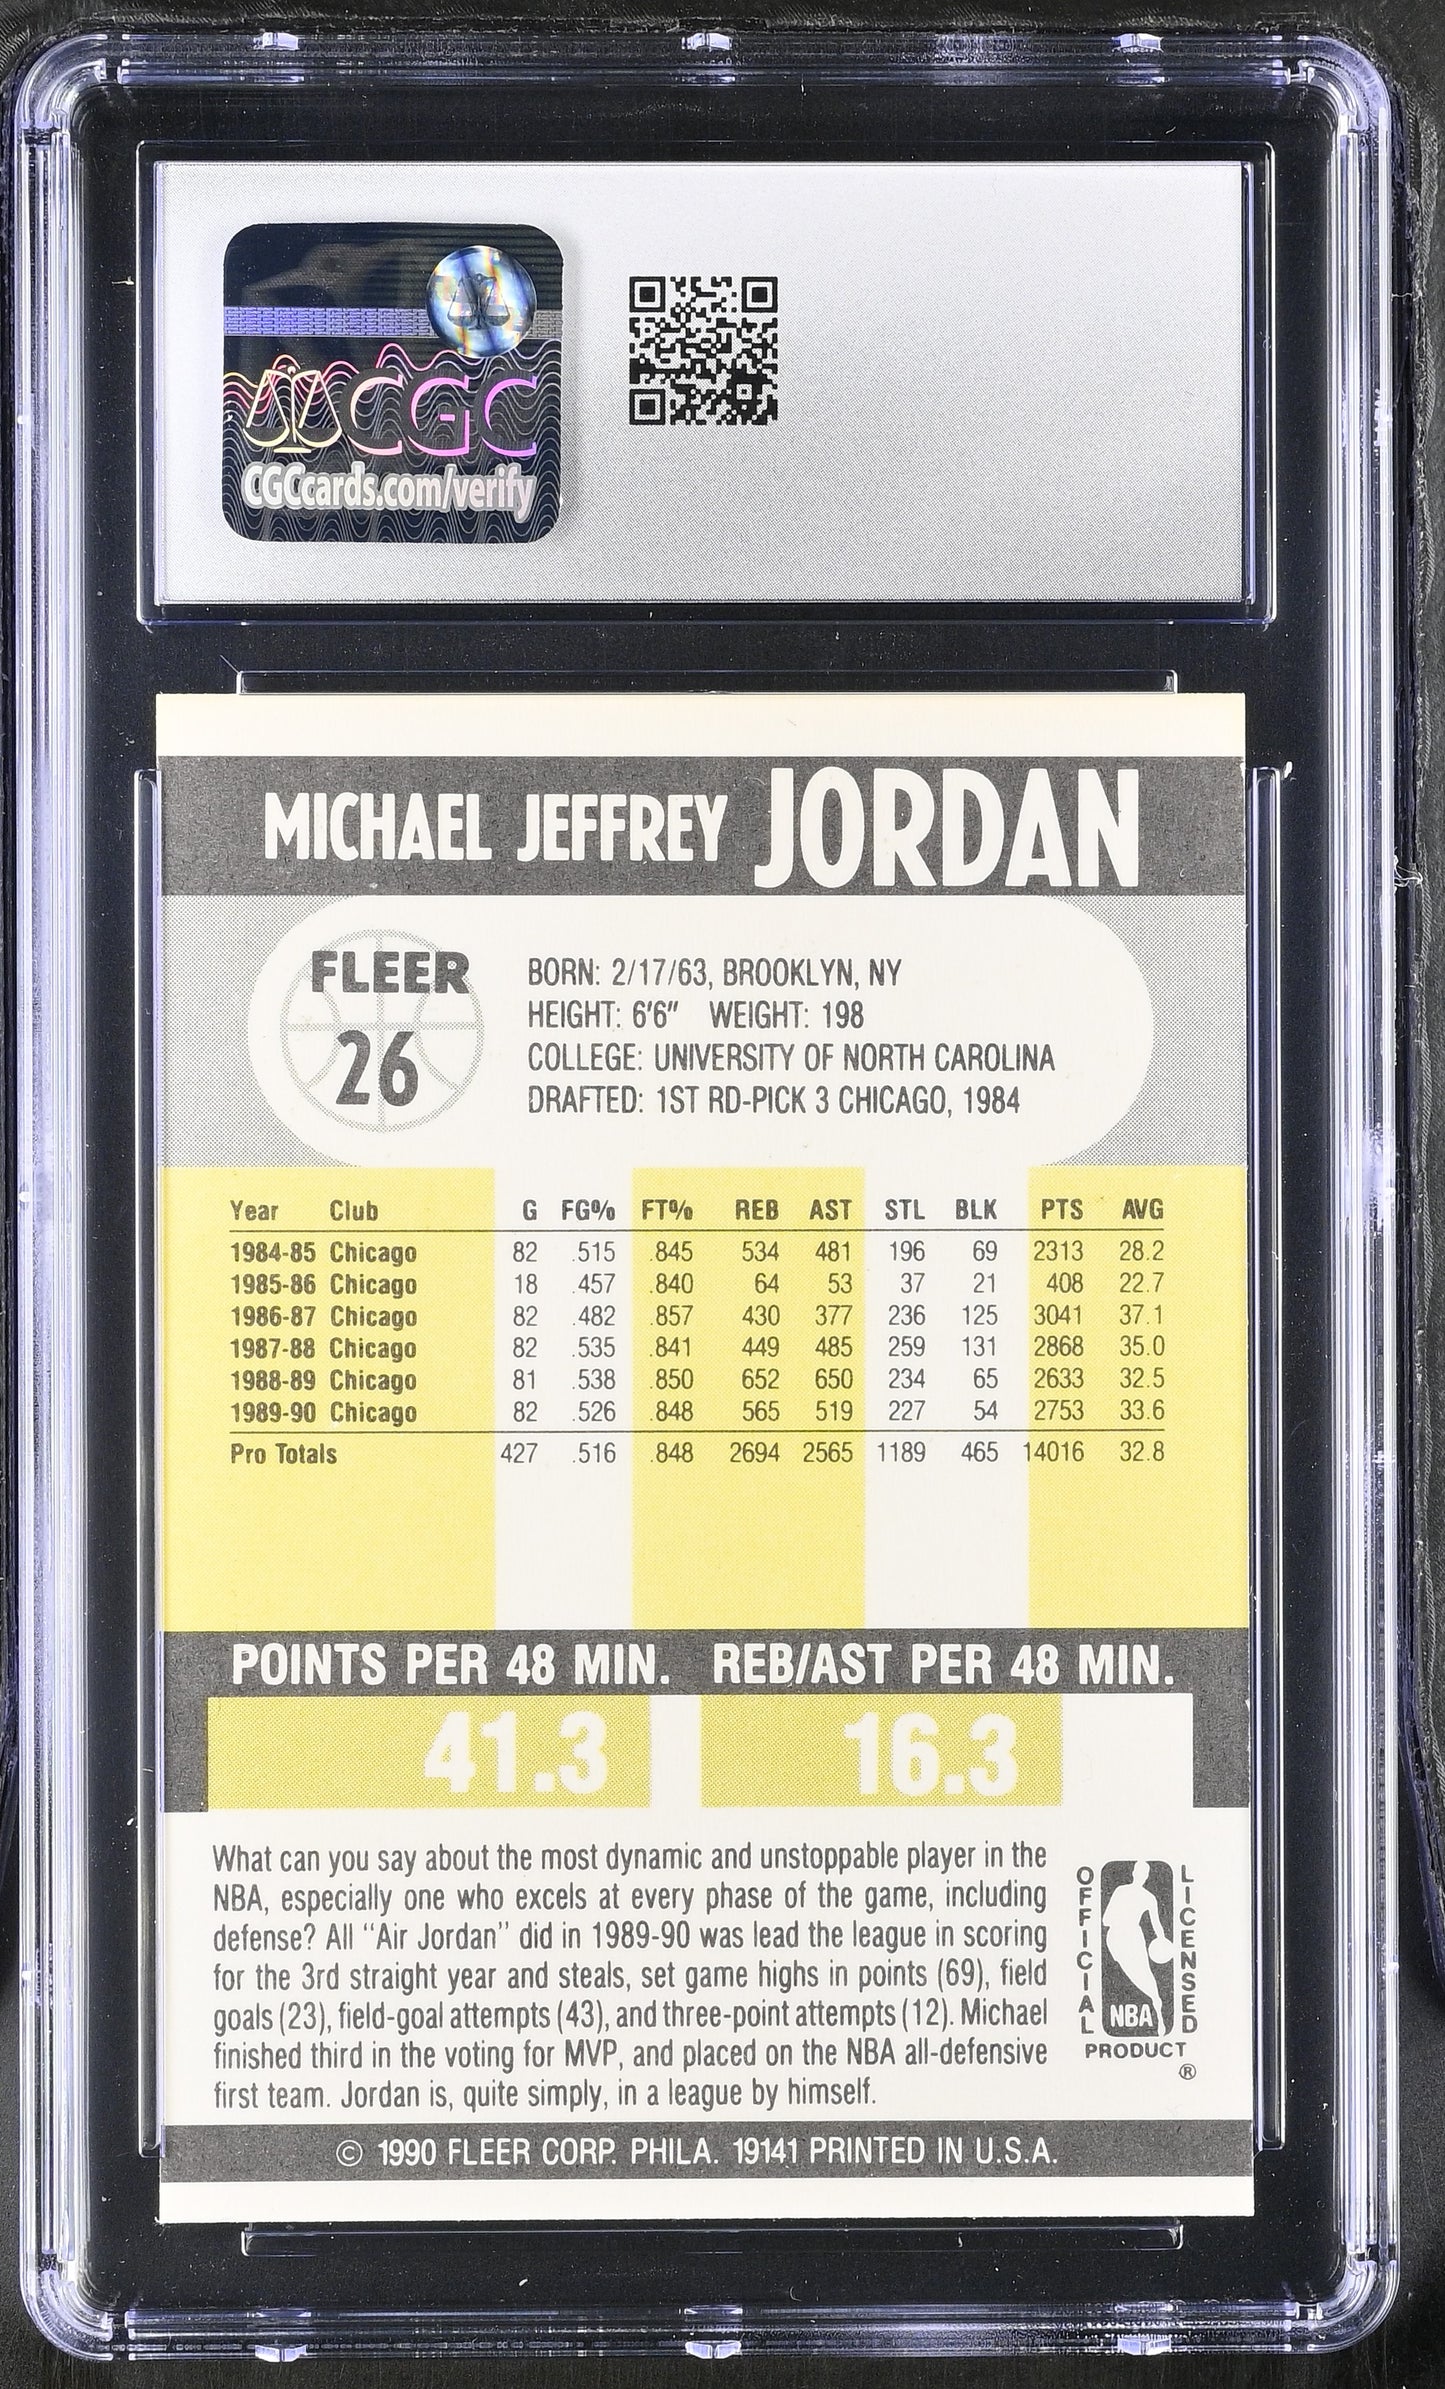 CGC
CGCcards.com/verify
MICHAEL JEFFREY JORDAN
FLEER
26
BORN: 2/17/63, BROOKLYN, NY
HEIGHT: 6'6" WEIGHT: 198
COLLEGE: UNIVERSITY OF NORTH CAROLINA
DRAFTED: 1ST RD-PICK 3 CHICAGO, 1984
Year Club G FG% FT% REB AST STL BLK PTS AVG
1984-85 Chicago 82 .515 .845 534 481 196 69 2313 28.2
1985-86 Chicago 18 .457 .840 64 53 37 21 408 22.7
1986-87 Chicago 82 .482 .857 430 377 236 125 3041 37.1
1987-88 Chicago 82 .535 .841 449 485 259 131 2868 35.0
1988-89 Chicago 81 .538 .850 652 650 234 65 2633 32.5
1989-90 Chicago 82 .526 .848 565 519 227 54 2753 33.6
Pro Totals 427 .516 .848 2694 2565 1189 465 14016 32.8
POINTS PER 48 MIN. REB/AST PER 48 MIN.
41.3 16.3
What can you say about the most dynamic and unstoppable player in the
NBA, especially one who excels at every phase of the game, including
defense? All "Air Jordan" did in 1989-90 was lead the league in scoring
for the 3rd straight year and steals, set game highs in points (69), field
goals (23), field-goal attempts (43), and three-point attempts (12). Michael
finished third in the voting for MVP, and placed on the NBA all-defensive
first team. Jordan is, quite simply, in a league by himself.
OFFICIAL LICENSED
NBA
PRODUCT
®
© 1990 FLEER CORP. PHILA. 19141 PRINTED IN U.S.A.